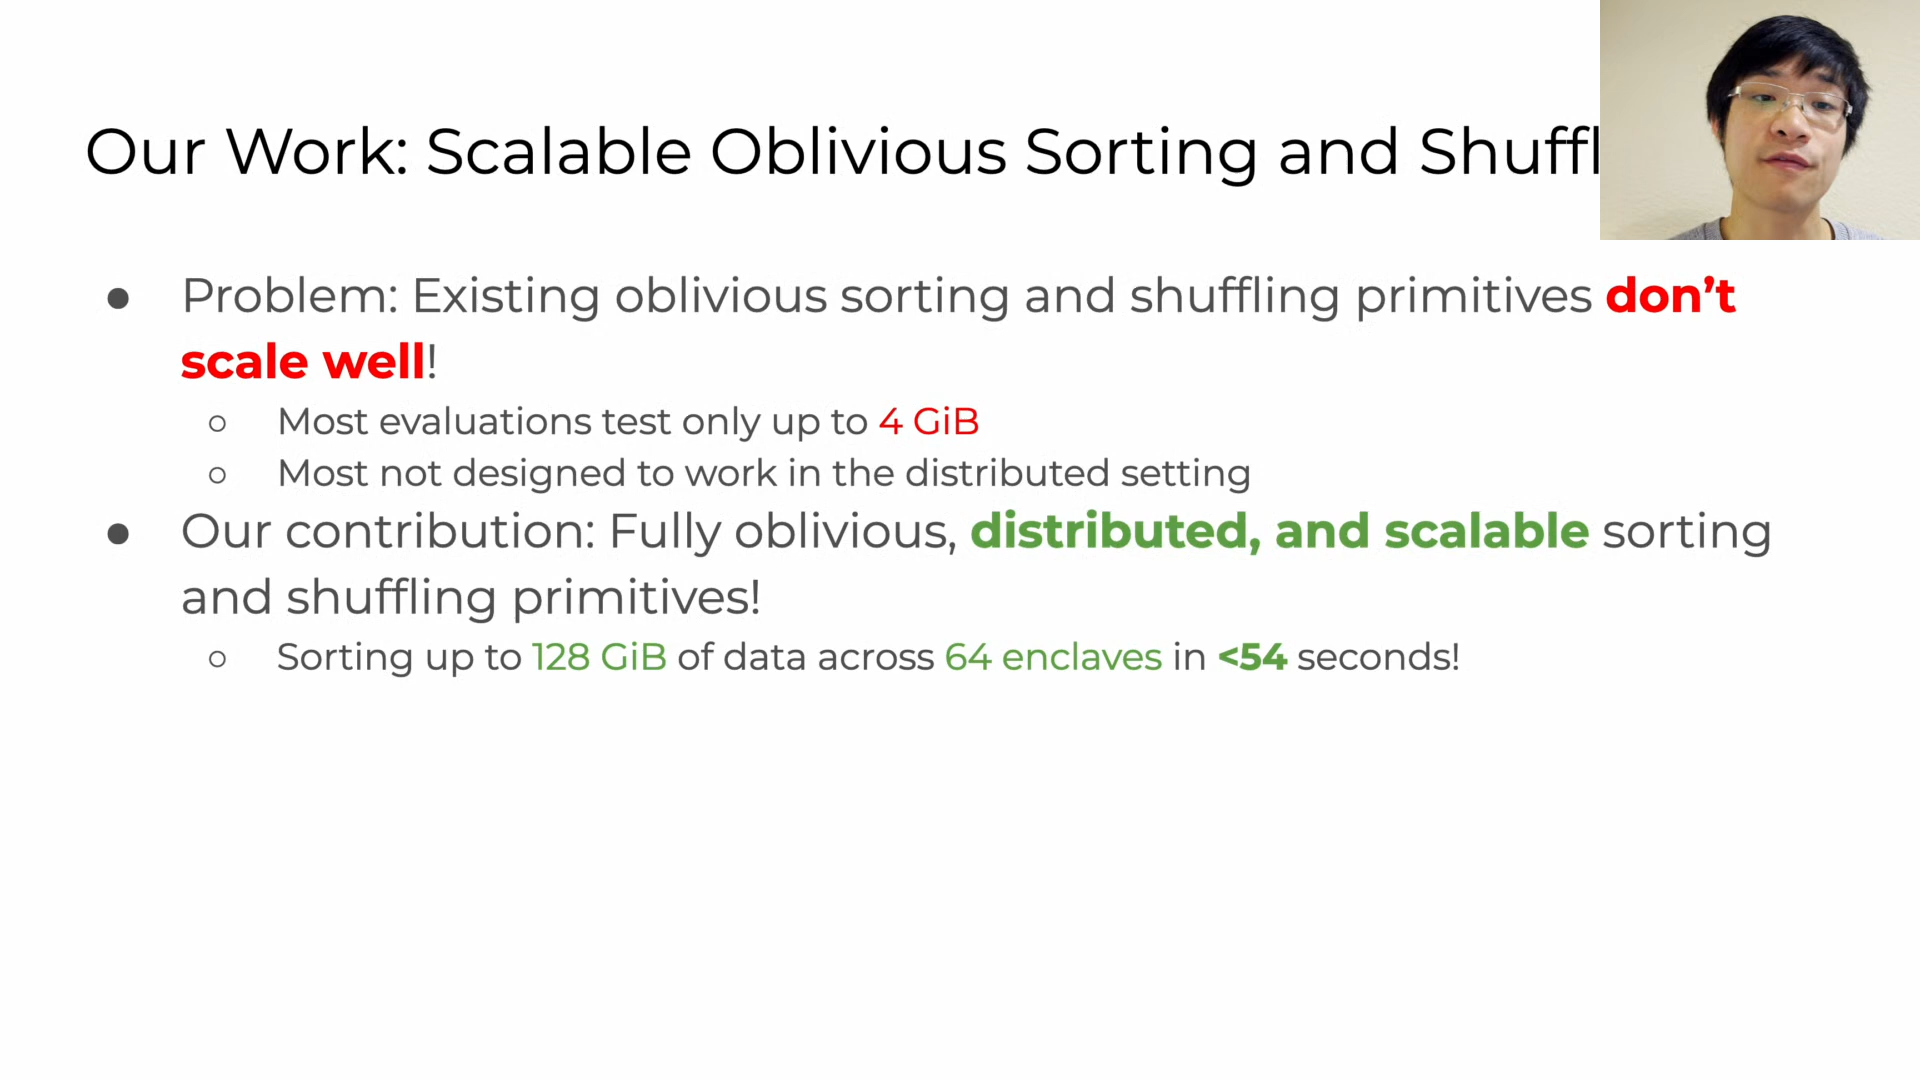 Our Work: Scalable Oblivious Sorting and Shuffl
● Problem: Existing oblivious sorting and shuffling primitives don’t
scale well!
○ Most evaluations test only up to 4 GiB
○ Most not designed to work in the distributed setting
● Our contribution: Fully oblivious, distributed, and scalable sorting
and shuffling primitives!
○ Sorting up to 128 GiB of data across 64 enclaves in <54 seconds!